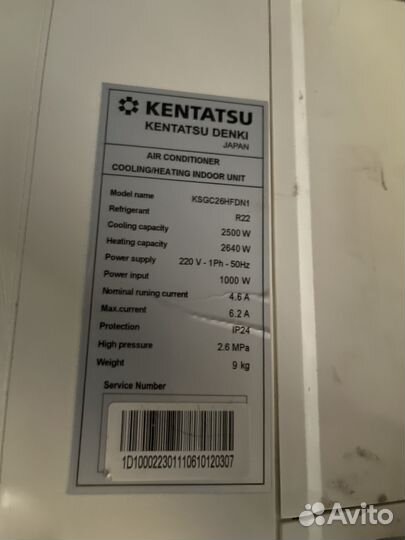 KENTATSU
KENTATSU DENKI
JAPAN
AIR CONDITIONER
COOLING/HEATING INDOOR UNIT
Model name KSGC26HFDN1
Refrigerant R22
Cooling capacity 2500 W
Heating capacity 2640 W
Power supply 220 V - 1Ph - 50Hz
Power input 1000 W
Nominal runing current 4.6 A
Max.current 6.2 A
Protection IP24
High pressure 2.6 MPa
Weight 9 kg
Service Number
1D1000223011110610120307
Avito